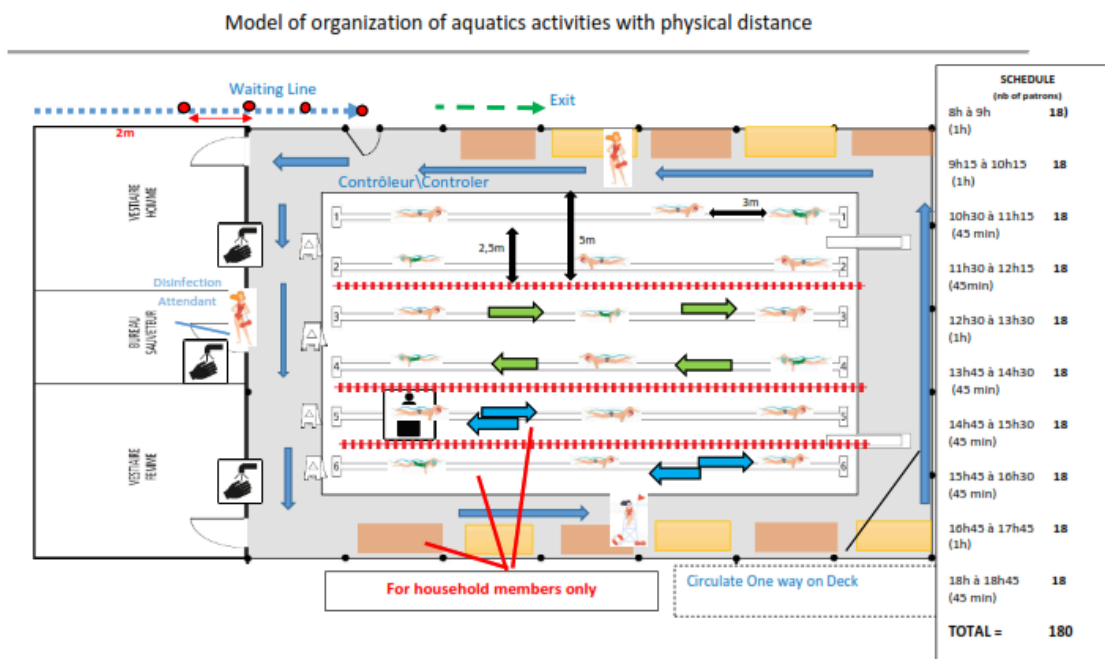 Model of organization of aquatics activities with physical distance
Waiting Line
Exit
2m
Contrôleur\Controler
VESTIAIRE
HOMME
Disinfection
Attendant
BUREAU
SAUVETEUR
VESTIAIRE
FEMME
1
1
3m
2,5m
5m
2
2
3
3
4
4
5
5
6
6
For household members only
Circulate One way on Deck
SCHEDULE
(nb of patrons)
8h à 9h 18)
(1h)
9h15 à 10h15 18
(1h)
10h30 à 11h15 18
(45 min)
11h30 à 12h15 18
(45min)
12h30 à 13h30 18
(1h)
13h45 à 14h30 18
(45 min)
14h45 à 15h30 18
(45 min)
15h45 à 16h30 18
(45 min)
16h45 à 17h45 18
(1h)
18h à 18h45 18
(45 min)
TOTAL = 180